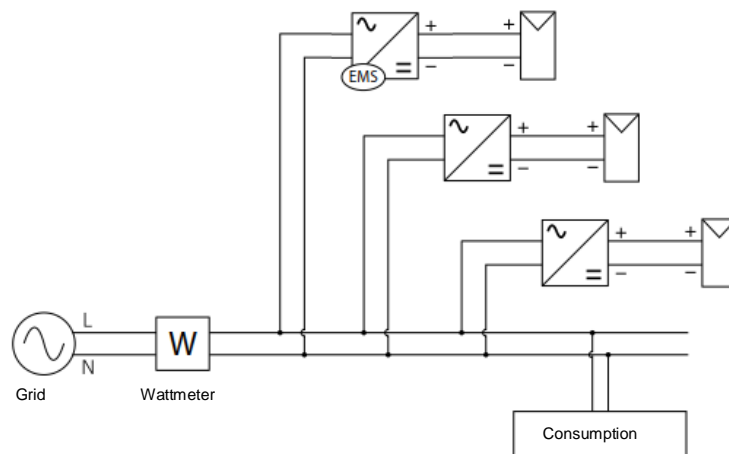 + +
EMS
− −
+ +
− −
+ +
− −
L
W
N
Grid Wattmeter
Consumption